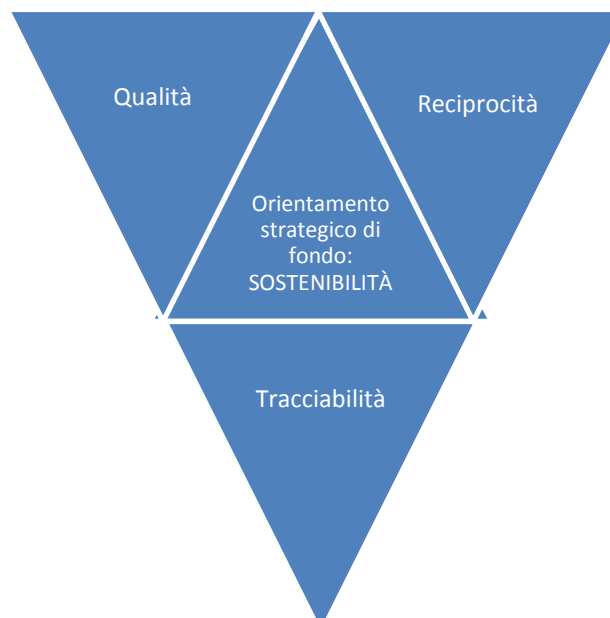 Qualità
Reciprocità
Orientamento
strategico di
fondo:
SOSTENIBILITÀ
Tracciabilità